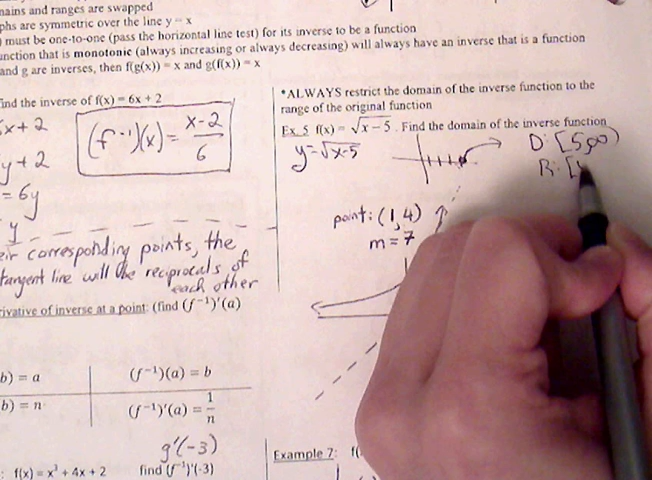 mains and ranges are swapped
phs are symmetric over the line y = x
must be one-to-one (pass the horizontal line test) for its inverse to be a function
unction that is monotonic (always increasing or always decreasing) will always have an inverse that is a function
and g are inverses, then f(g(x)) = x and g(f(x)) = x
ind the inverse of f(x) = 6x + 2
x + 2
y + 2
= 6y
y
(f⁻¹)(x) = x-2/6
eir corresponding points, the
tangent line will be reciprocals of
each other
rivative of inverse at a point: (find (f⁻¹)'(a)
b) = a
(f⁻¹)(a) = b
b) = n
(f⁻¹)'(a) = 1/n
g'(-3)
: f(x) = x³ + 4x + 2
find (f⁻¹)'(-3)
*ALWAYS restrict the domain of the inverse function to the
range of the original function
Ex 5 f(x) = √x – 5. Find the domain of the inverse function
y=√x-5
D: [5,∞)
R: [
point: (1,4)
m = 7
Example 7: f(